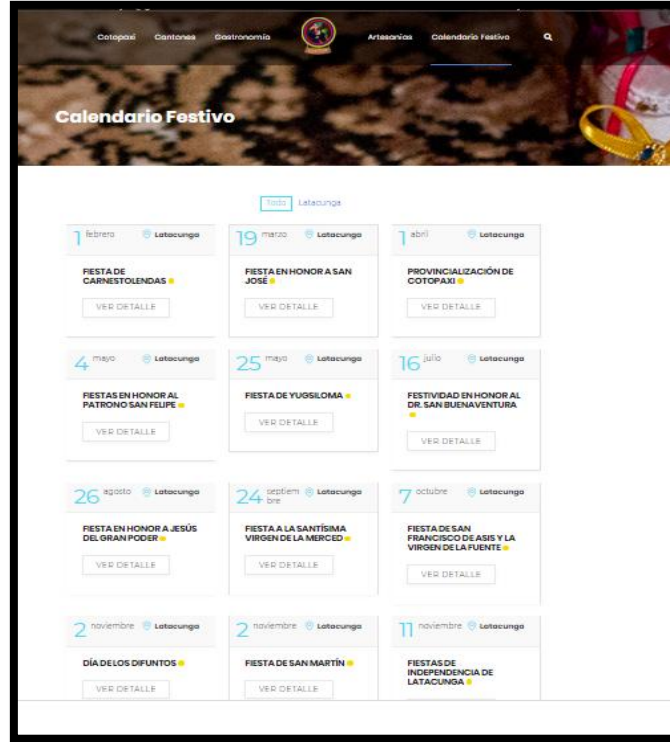 Cotopaxi Cantones Gastronomía Artesanías Calendario Festivo
Calendario Festivo
Todo Latacunga
1 febrero Latacunga
FIESTA DE
CARNESTOLENDAS
VER DETALLE
19 marzo Latacunga
FIESTA EN HONOR A SAN
JOSÉ
VER DETALLE
1 abril Latacunga
PROVINCIALIZACIÓN DE
COTOPAXI
VER DETALLE
4 mayo Latacunga
FIESTAS EN HONOR AL
PATRONO SAN FELIPE
VER DETALLE
25 mayo Latacunga
FIESTA DE YUGSILOMA
VER DETALLE
16 julio Latacunga
FESTIVIDAD EN HONOR AL
DR. SAN BUENAVENTURA
VER DETALLE
26 agosto Latacunga
FIESTA EN HONOR A JESÚS
DEL GRAN PODER
VER DETALLE
24 septiem Latacunga
bre
FIESTA A LA SANTÍSIMA
VIRGEN DE LA MERCED
VER DETALLE
7 octubre Latacunga
FIESTA DE SAN
FRANCISCO DE ASIS Y LA
VIRGEN DE LA FUENTE
VER DETALLE
2 noviembre Latacunga
DÍA DE LOS DIFUNTOS
VER DETALLE
2 noviembre Latacunga
FIESTA DE SAN MARTÍN
VER DETALLE
11 noviembre Latacunga
FIESTAS DE
INDEPENDENCIA DE
LATACUNGA
VER DETALLE